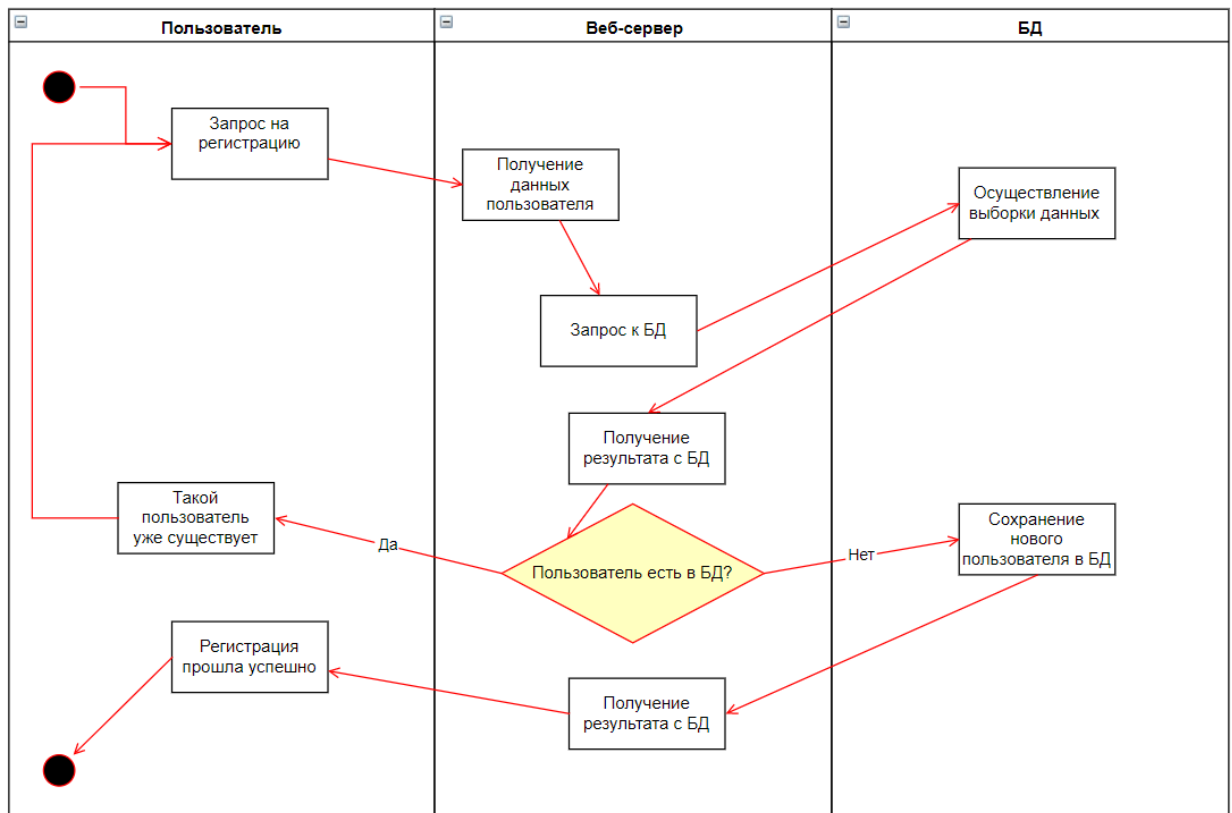 Пользователь
Веб-сервер
БД
Запрос на
регистрацию
Получение
данных
пользователя
Осуществление
выборки данных
Запрос к БД
Получение
результата с БД
Такой
пользователь
уже существует
Да
Пользователь есть в БД?
Нет
Сохранение
нового
пользователя в БД
Регистрация
прошла успешно
Получение
результата с БД